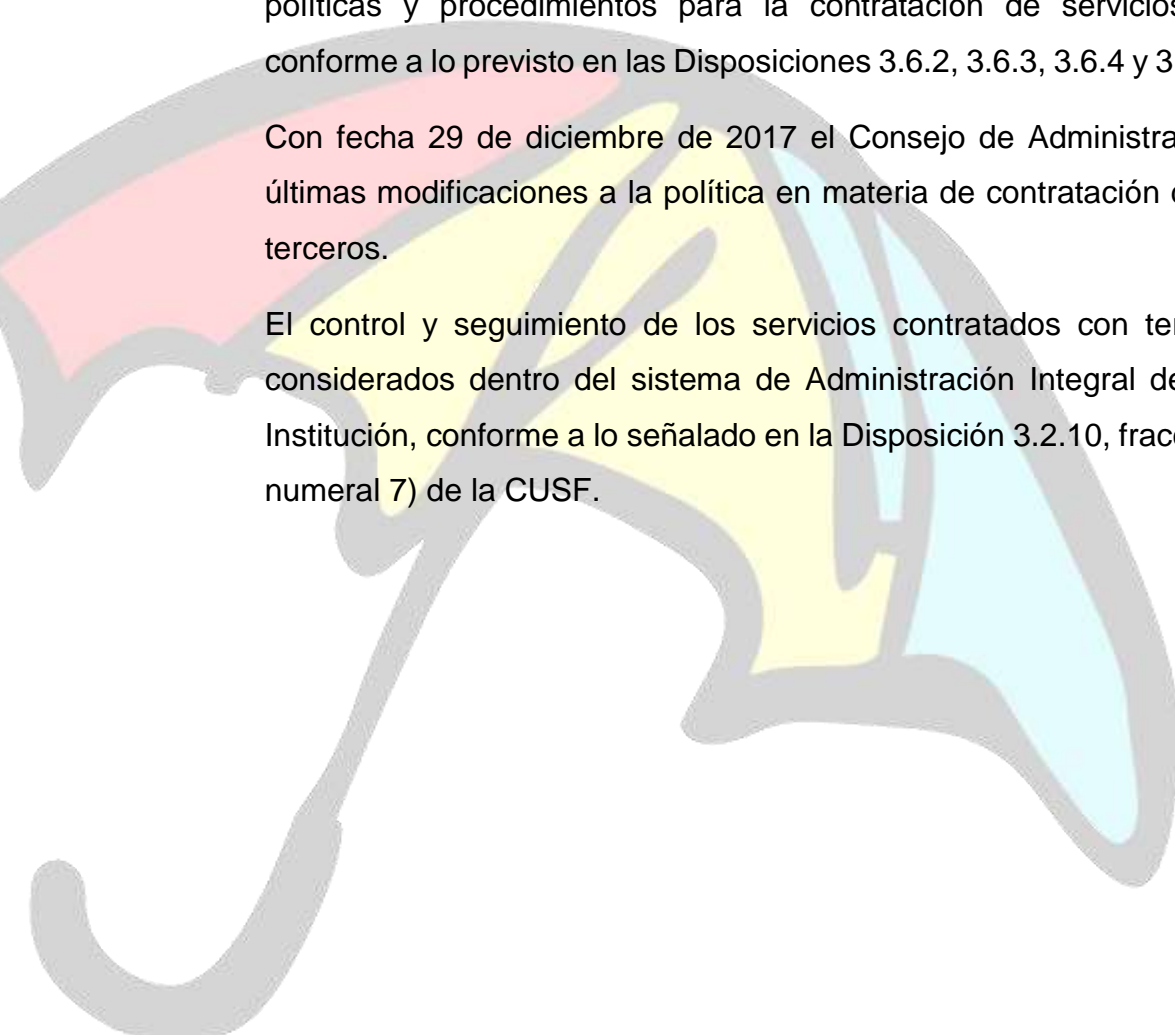 políticas y procedimientos para la contratación de servicios
conforme a lo previsto en las Disposiciones 3.6.2, 3.6.3, 3.6.4 y 3
Con fecha 29 de diciembre de 2017 el Consejo de Administra
últimas modificaciones a la política en materia de contratación
terceros.
El control y seguimiento de los servicios contratados con ter
considerados dentro del sistema de Administración Integral de
Institución, conforme a lo señalado en la Disposición 3.2.10, frac
numeral 7) de la CUSF.